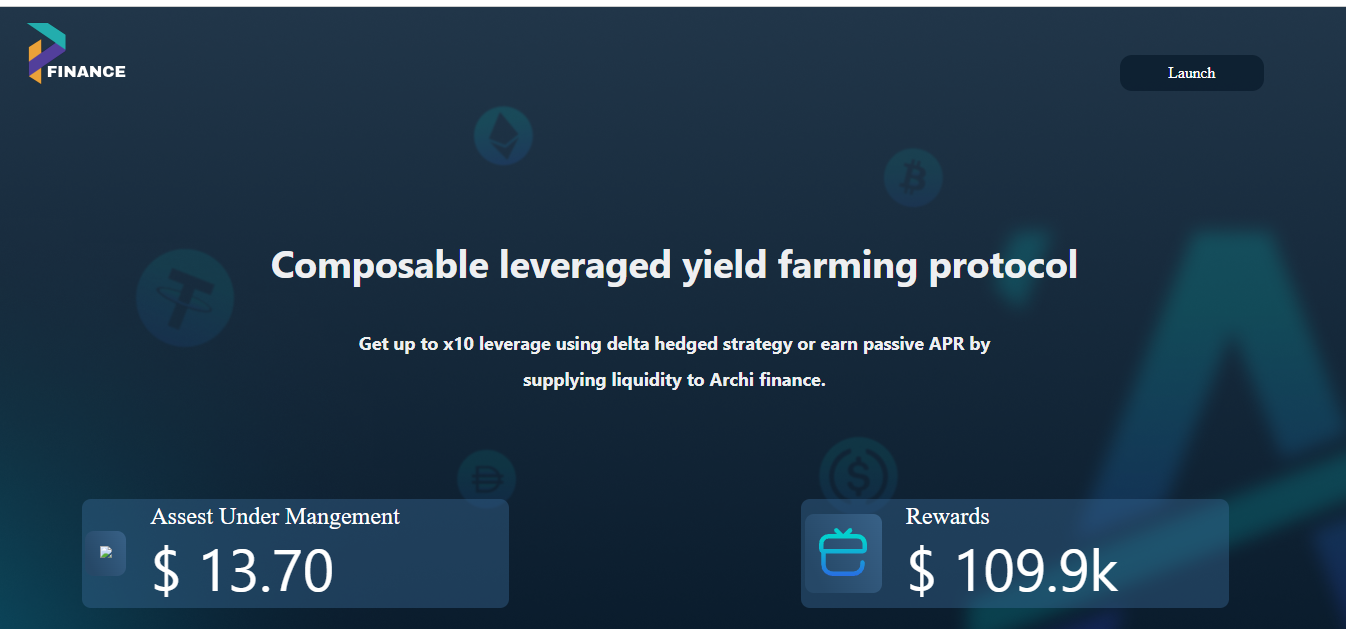 FINANCE
Launch
Composable leveraged yield farming protocol
Get up to x10 leverage using delta hedged strategy or earn passive APR by
supplying liquidity to Archi finance.
Assest Under Mangement
$ 13.70
Rewards
$ 109.9k